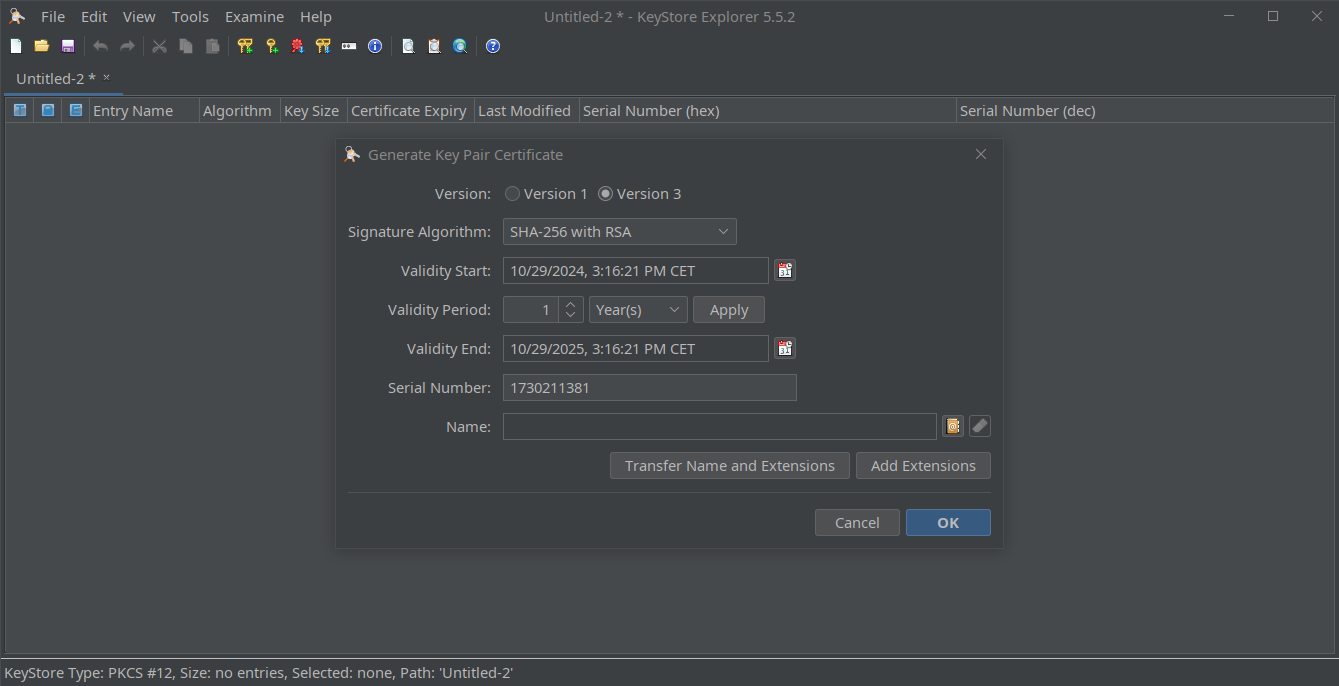 File Edit View Tools Examine Help Untitled-2 * - KeyStore Explorer 5.5.2
Untitled-2 *
Entry Name Algorithm Key Size Certificate Expiry Last Modified Serial Number (hex) Serial Number (dec)
Generate Key Pair Certificate
Version: Version 1 Version 3
Signature Algorithm: SHA-256 with RSA
Validity Start: 10/29/2024, 3:16:21 PM CET
Validity Period: 1 Year(s) Apply
Validity End: 10/29/2025, 3:16:21 PM CET
Serial Number: 1730211381
Name:
Transfer Name and Extensions Add Extensions
Cancel OK
KeyStore Type: PKCS #12, Size: no entries, Selected: none, Path: 'Untitled-2'